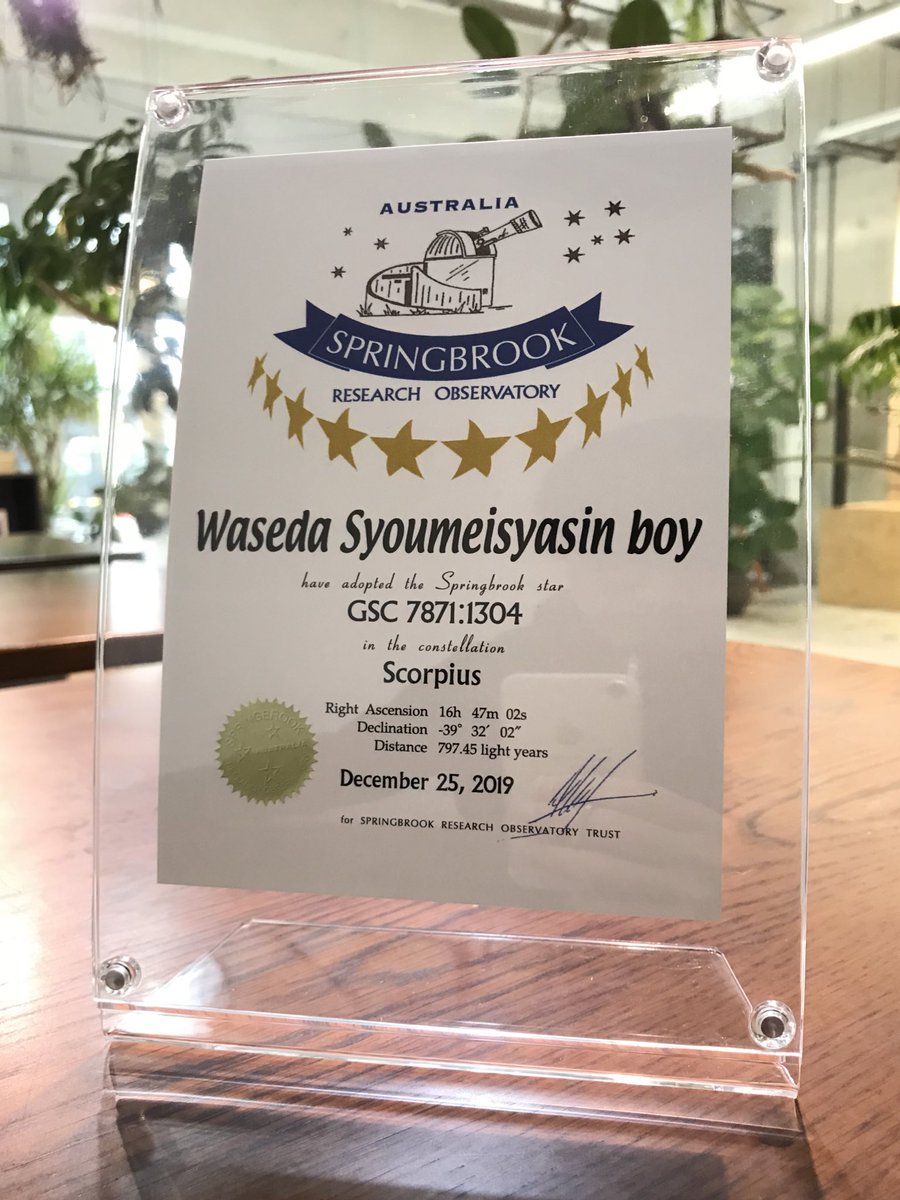 AUSTRALIA
SPRINGBROOK
RESEARCH OBSERVATORY
Waseda Syoumeisyasin boy
have adopted the Springbrook star
GSC 7871:1304
in the constellation
Scorpius
Right Ascension 16h 47m 02s
Declination -39° 32′ 02″
Distance 797.45 light years
SPRINGBROOK
AUSTRALIA
December 25, 2019
for SPRINGBROOK RESEARCH OBSERVATORY TRUST